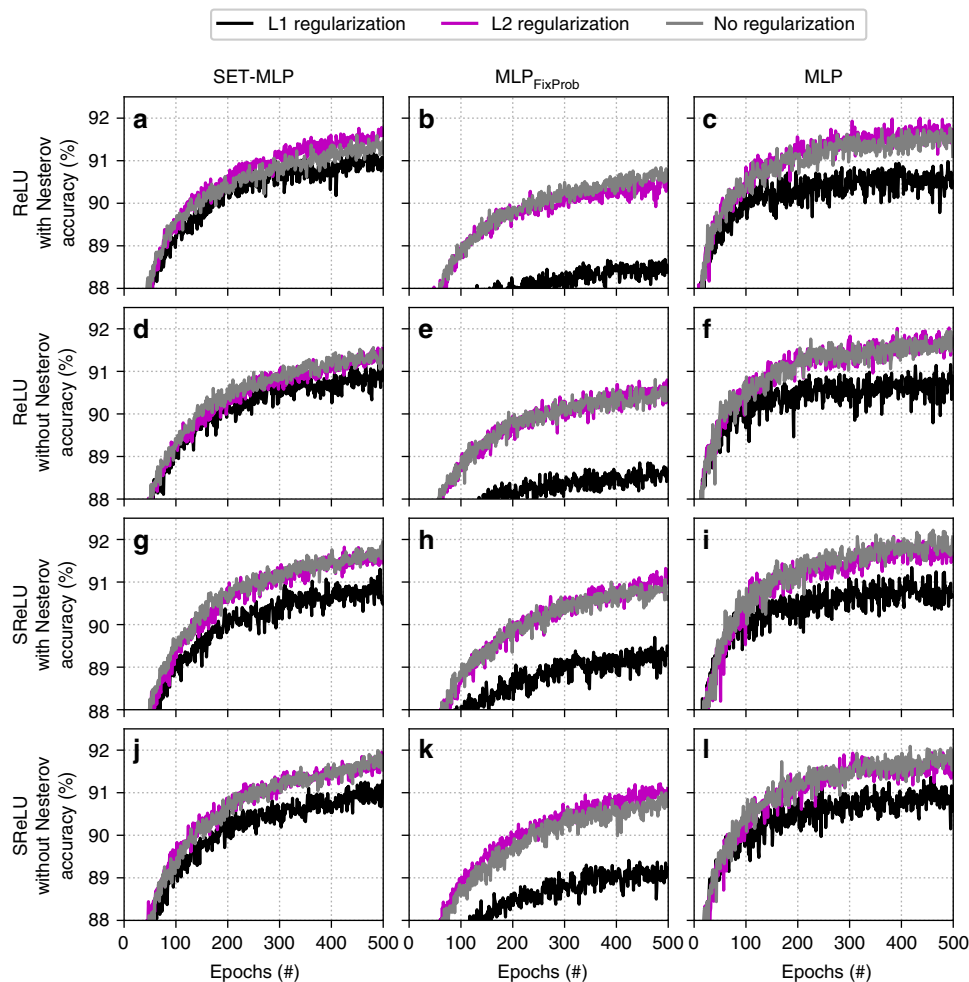 L1 regularization L2 regularization No regularization
SET-MLP MLP_FixProb MLP
ReLU
with Nesterov
accuracy (%)
92
91
90
89
88
a b c
ReLU
without Nesterov
accuracy (%)
92
91
90
89
88
d e f
SReLU
with Nesterov
accuracy (%)
92
91
90
89
88
g h i
SReLU
without Nesterov
accuracy (%)
92
91
90
89
88
j k l
0 100 200 300 400 500 0 100 200 300 400 500 0 100 200 300 400 500
Epochs (#) Epochs (#) Epochs (#)